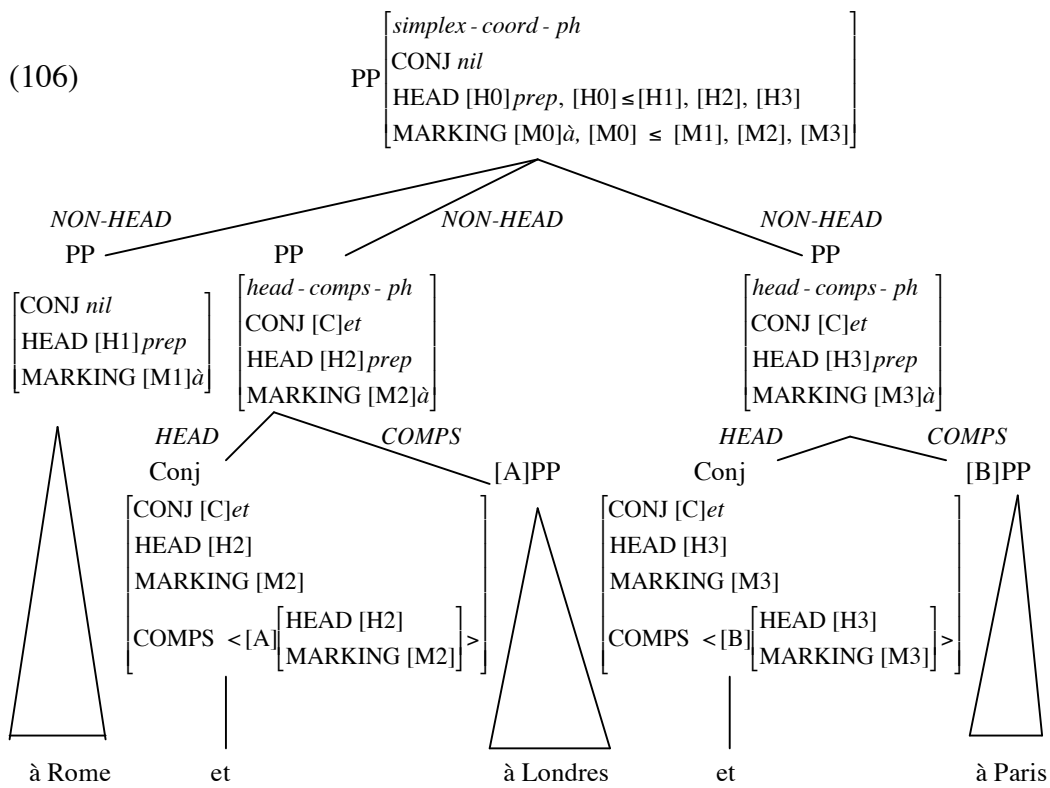 (106)
PP
simplex - coord - ph
CONJ nil
HEAD [H0] prep, [H0] ≤ [H1], [H2], [H3]
MARKING [M0] à, [M0] ≤ [M1], [M2], [M3]
NON-HEAD NON-HEAD NON-HEAD
PP PP PP
CONJ nil
HEAD [H1] prep
MARKING [M1] à
head - comps - ph
CONJ [C] et
HEAD [H2] prep
MARKING [M2] à
head - comps - ph
CONJ [C] et
HEAD [H3] prep
MARKING [M3] à
HEAD COMPS HEAD COMPS
Conj [A]PP Conj [B]PP
CONJ [C] et
HEAD [H2]
MARKING [M2]
COMPS < [A] [HEAD [H2]
MARKING [M2]] >
CONJ [C] et
HEAD [H3]
MARKING [M3]
COMPS < [B] [HEAD [H3]
MARKING [M3]] >
à Rome et à Londres et à Paris